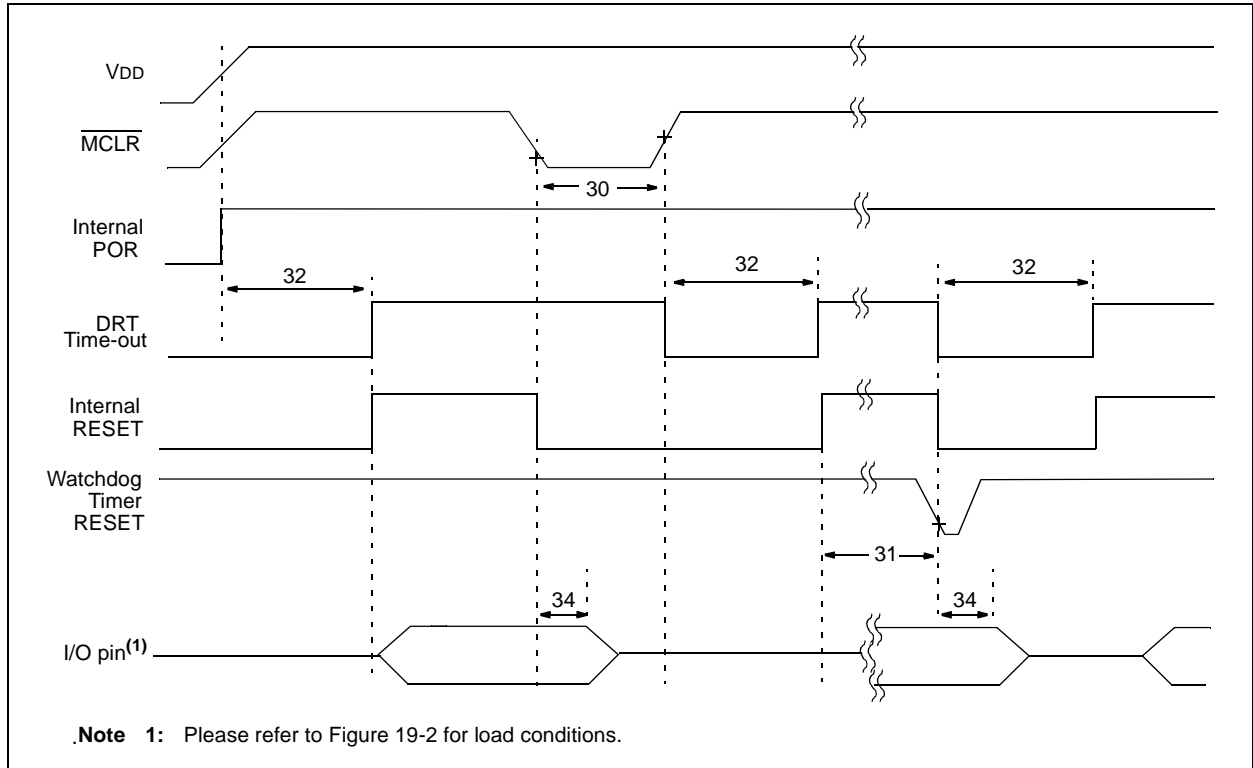 VDD
MCLR
30
Internal
POR
32
32
32
DRT
Time-out
Internal
RESET
Watchdog
Timer
RESET
31
34
34
I/O pin(1)
.Note 1: Please refer to Figure 19-2 for load conditions.